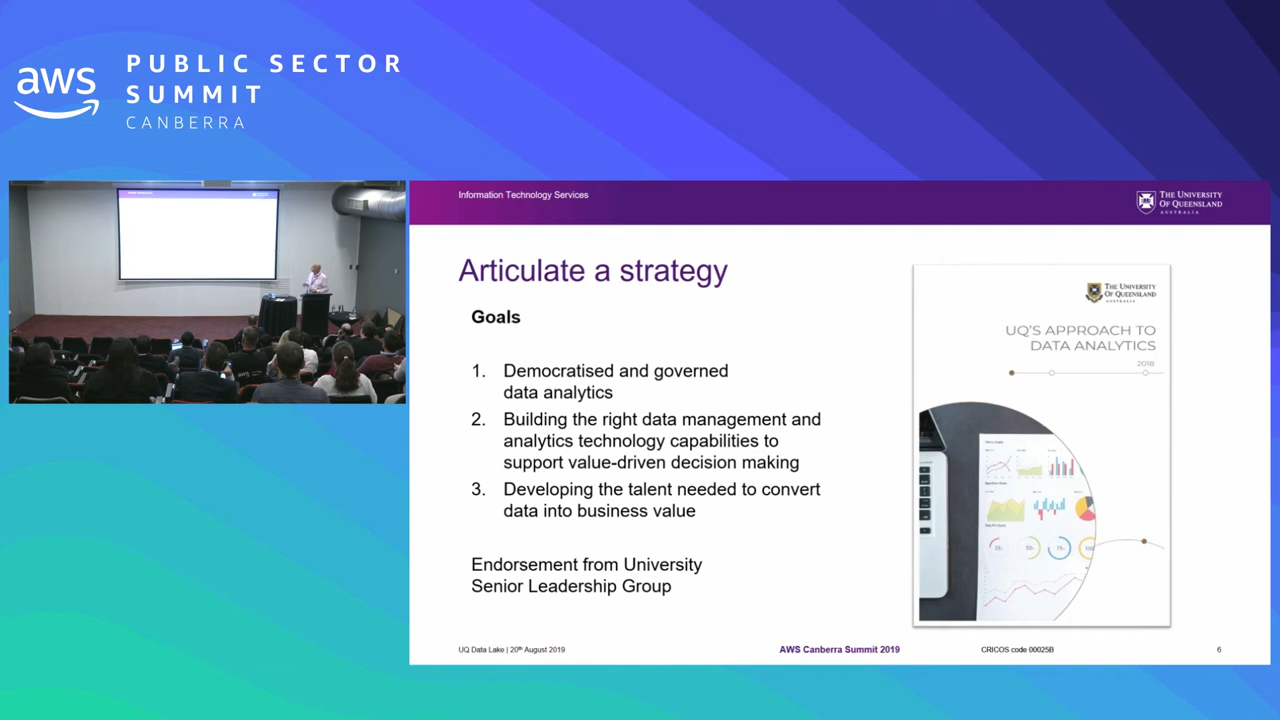 aws
PUBLIC SECTOR
SUMMIT
CANBERRA
Information Technology Services
THE UNIVERSITY
OF QUEENSLAND
AUSTRALIA
Articulate a strategy
Goals
1. Democratised and governed
data analytics
2. Building the right data management and
analytics technology capabilities to
support value-driven decision making
3. Developing the talent needed to convert
data into business value
Endorsement from University
Senior Leadership Group
THE UNIVERSITY
OF QUEENSLAND
AUSTRALIA
UQ'S APPROACH TO
DATA ANALYTICS
2018
UQ Data Lake | 20th August 2019
AWS Canberra Summit 2019
CRICOS code 00025B
6